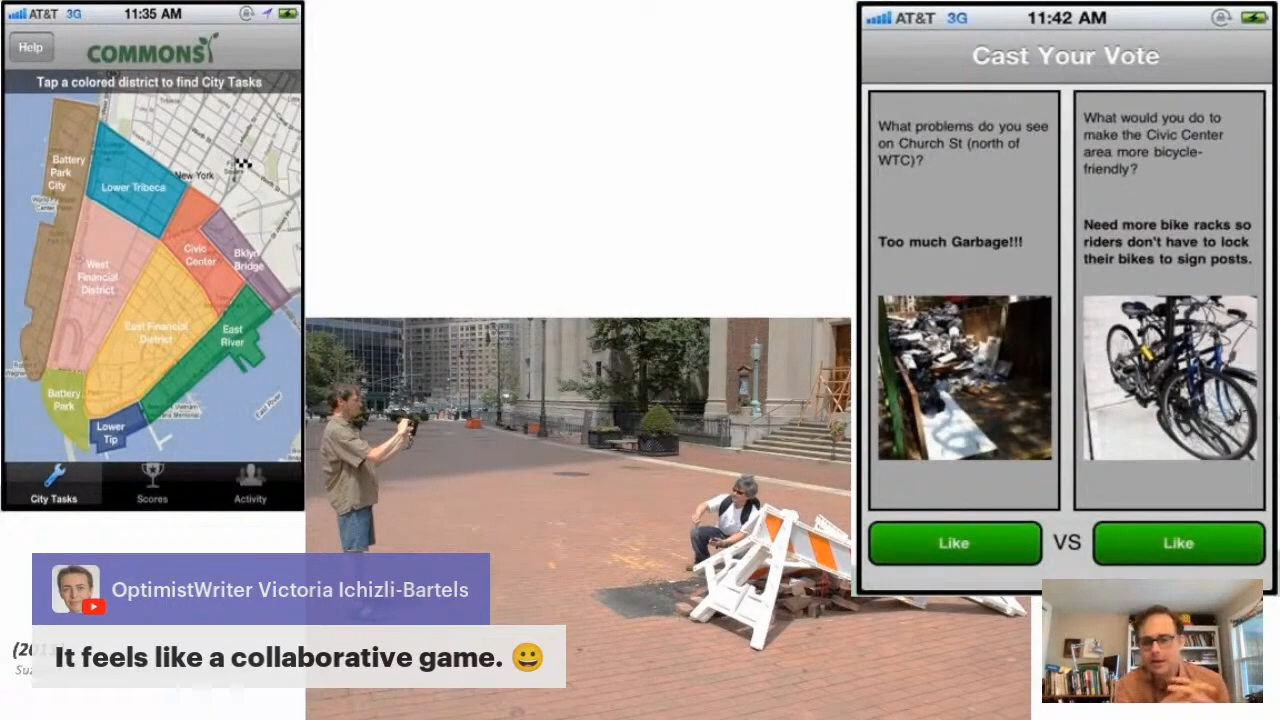 AT&T 3G 11:35 AM
Help
COMMONS
Tap a colored district to find City Tasks
Tribeca
Worth St
Battery
Park
City
Lower Tribeca
New York
West
Financial
District
Civic
Center
Bklyn
Bridge
East Financial
District
East
River
Battery
Park
Lower
Tip
East River
City Tasks
Scores
Activity
AT&T 3G 11:42 AM
Cast Your Vote
What problems do you see
on Church St (north of
WTC)?
Too much Garbage!!!
What would you do to
make the Civic Center
area more bicycle-
friendly?
Need more bike racks so
riders don't have to lock
their bikes to sign posts.
Like
VS
Like
OptimistWriter Victoria Ichizli-Bartels
It feels like a collaborative game. 😀